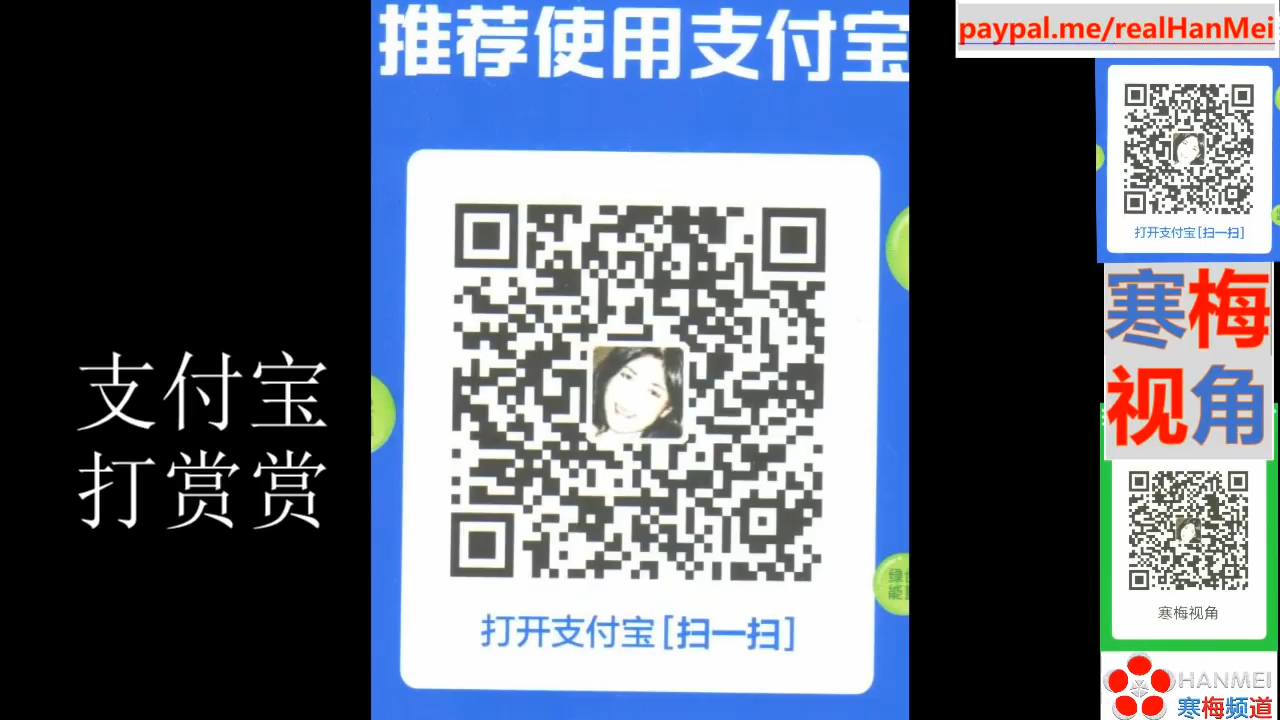 推荐使用支付宝
支付宝
打赏赏
打开支付宝[扫一扫]
paypal.me/realHanMei
打开支付宝[扫一扫]
寒梅
视角
寒梅视角
HANMEI
寒梅频道